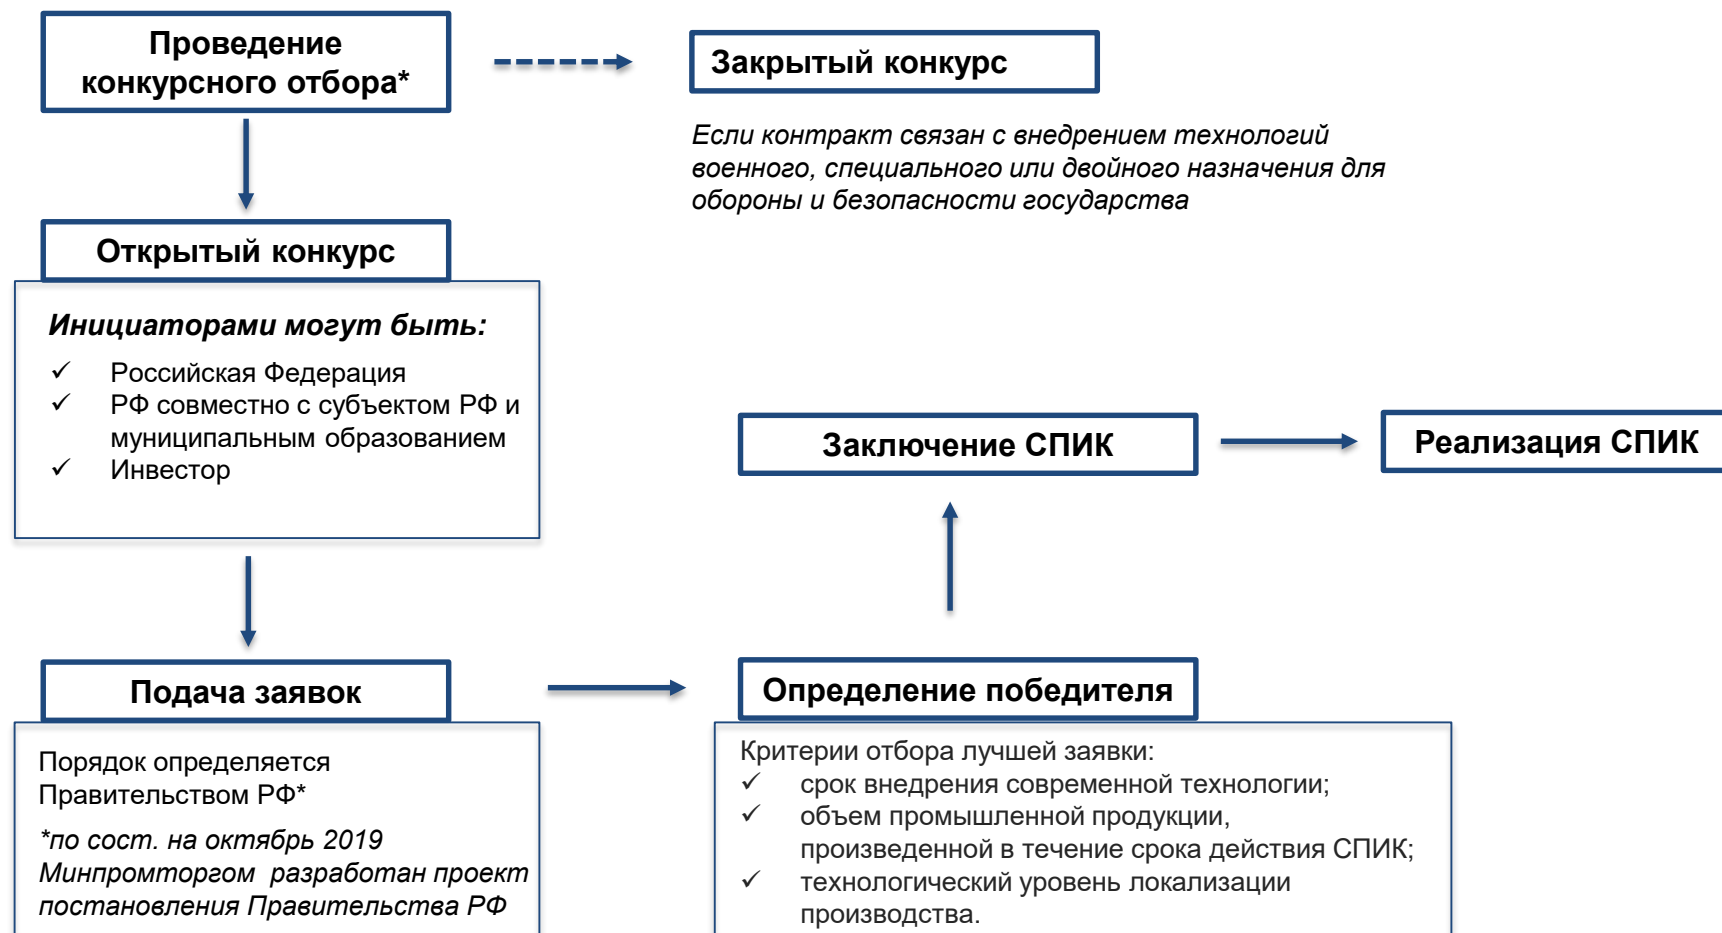 Проведение
конкурсного отбора*
Закрытый конкурс
Если контракт связан с внедрением технологий
военного, специального или двойного назначения для
обороны и безопасности государства
Открытый конкурс
Инициаторами могут быть:
✓ Российская Федерация
✓ РФ совместно с субъектом РФ и
муниципальным образованием
✓ Инвестор
Заключение СПИК
Реализация СПИК
Подача заявок
Порядок определяется
Правительством РФ*
*по сост. на октябрь 2019
Минпромторгом разработан проект
постановления Правительства РФ
Определение победителя
Критерии отбора лучшей заявки:
✓ срок внедрения современной технологии;
✓ объем промышленной продукции,
произведенной в течение срока действия СПИК;
✓ технологический уровень локализации
производства.